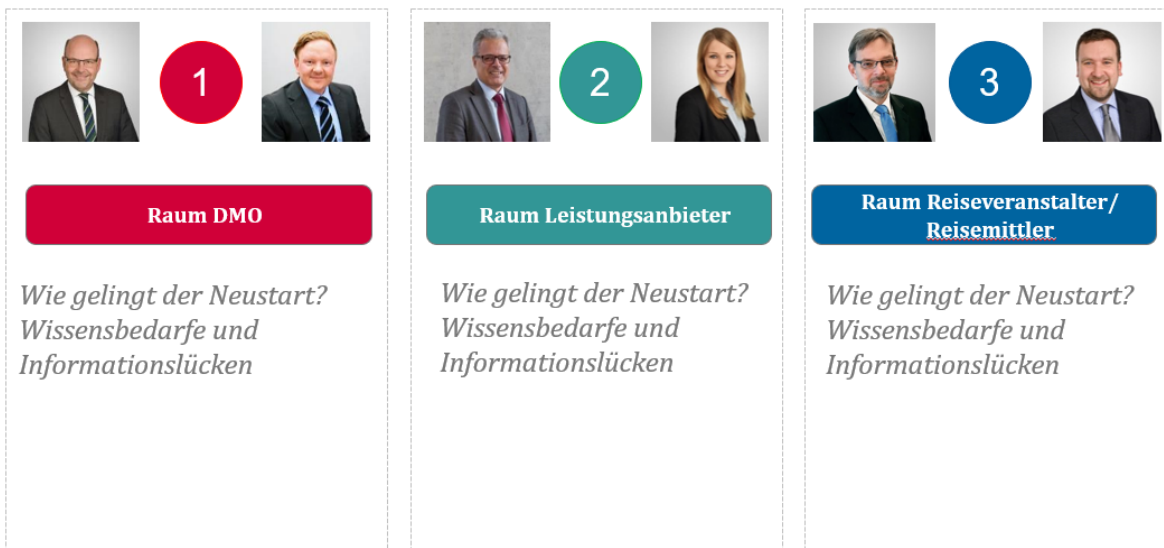 1
Raum DMO
Wie gelingt der Neustart?
Wissensbedarfe und
Informationslücken
2
Raum Leistungsanbieter
Wie gelingt der Neustart?
Wissensbedarfe und
Informationslücken
3
Raum Reiseveranstalter/
Reisemittler
Wie gelingt der Neustart?
Wissensbedarfe und
Informationslücken